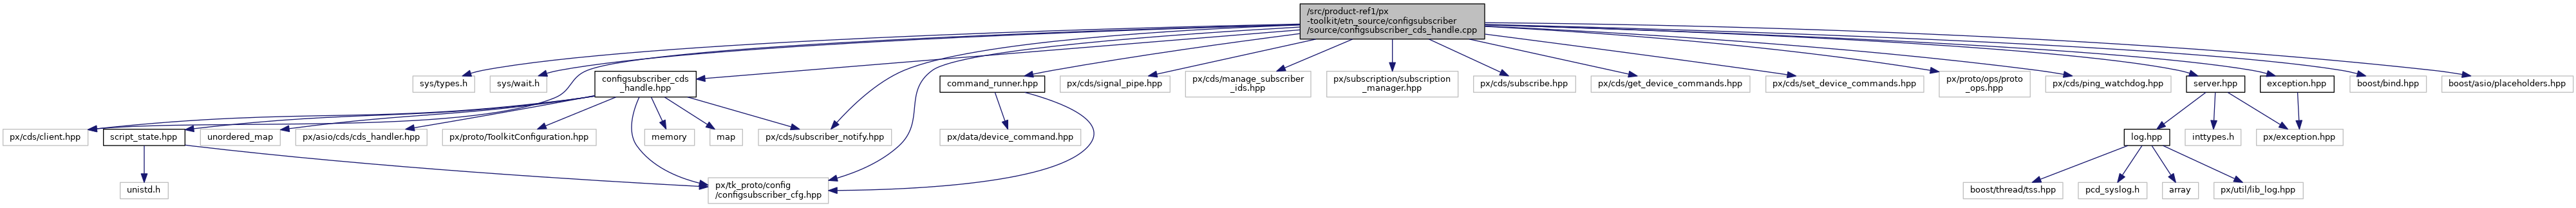 /src/product-ref1/px
-toolkit/etn_source/configsubscriber
/source/configsubscriber_cds_handle.cpp
sys/types.h
sys/wait.h
configsubscriber_cds
_handle.hpp
command_runner.hpp
px/cds/signal_pipe.hpp
px/cds/manage_subscriber
_ids.hpp
px/subscription/subscription
_manager.hpp
px/cds/subscribe.hpp
px/cds/get_device_commands.hpp
px/cds/set_device_commands.hpp
px/proto/ops/proto
_ops.hpp
px/cds/ping_watchdog.hpp
server.hpp
exception.hpp
boost/bind.hpp
boost/asio/placeholders.hpp
px/cds/client.hpp
script_state.hpp
unordered_map
px/asio/cds/cds_handler.hpp
px/proto/ToolkitConfiguration.hpp
memory
map
px/cds/subscriber_notify.hpp
px/data/device_command.hpp
log.hpp
inttypes.h
px/exception.hpp
unistd.h
px/tk_proto/config
/configsubscriber_cfg.hpp
boost/thread/tss.hpp
pcd_syslog.h
array
px/util/lib_log.hpp